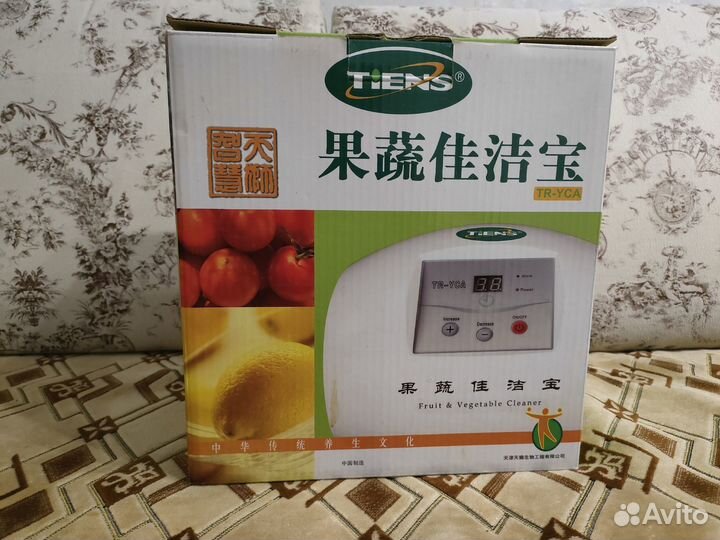 TIENS®
天狮
智慧
果蔬佳洁宝
TR-YCA
TIENS
TR-YCA
38
Work
Power
Increase
Decrease
ON/OFF
果蔬佳洁宝
Fruit & Vegetable Cleaner
中华传统养生文化
中国制造
天津天狮生物工程有限公司
Avito